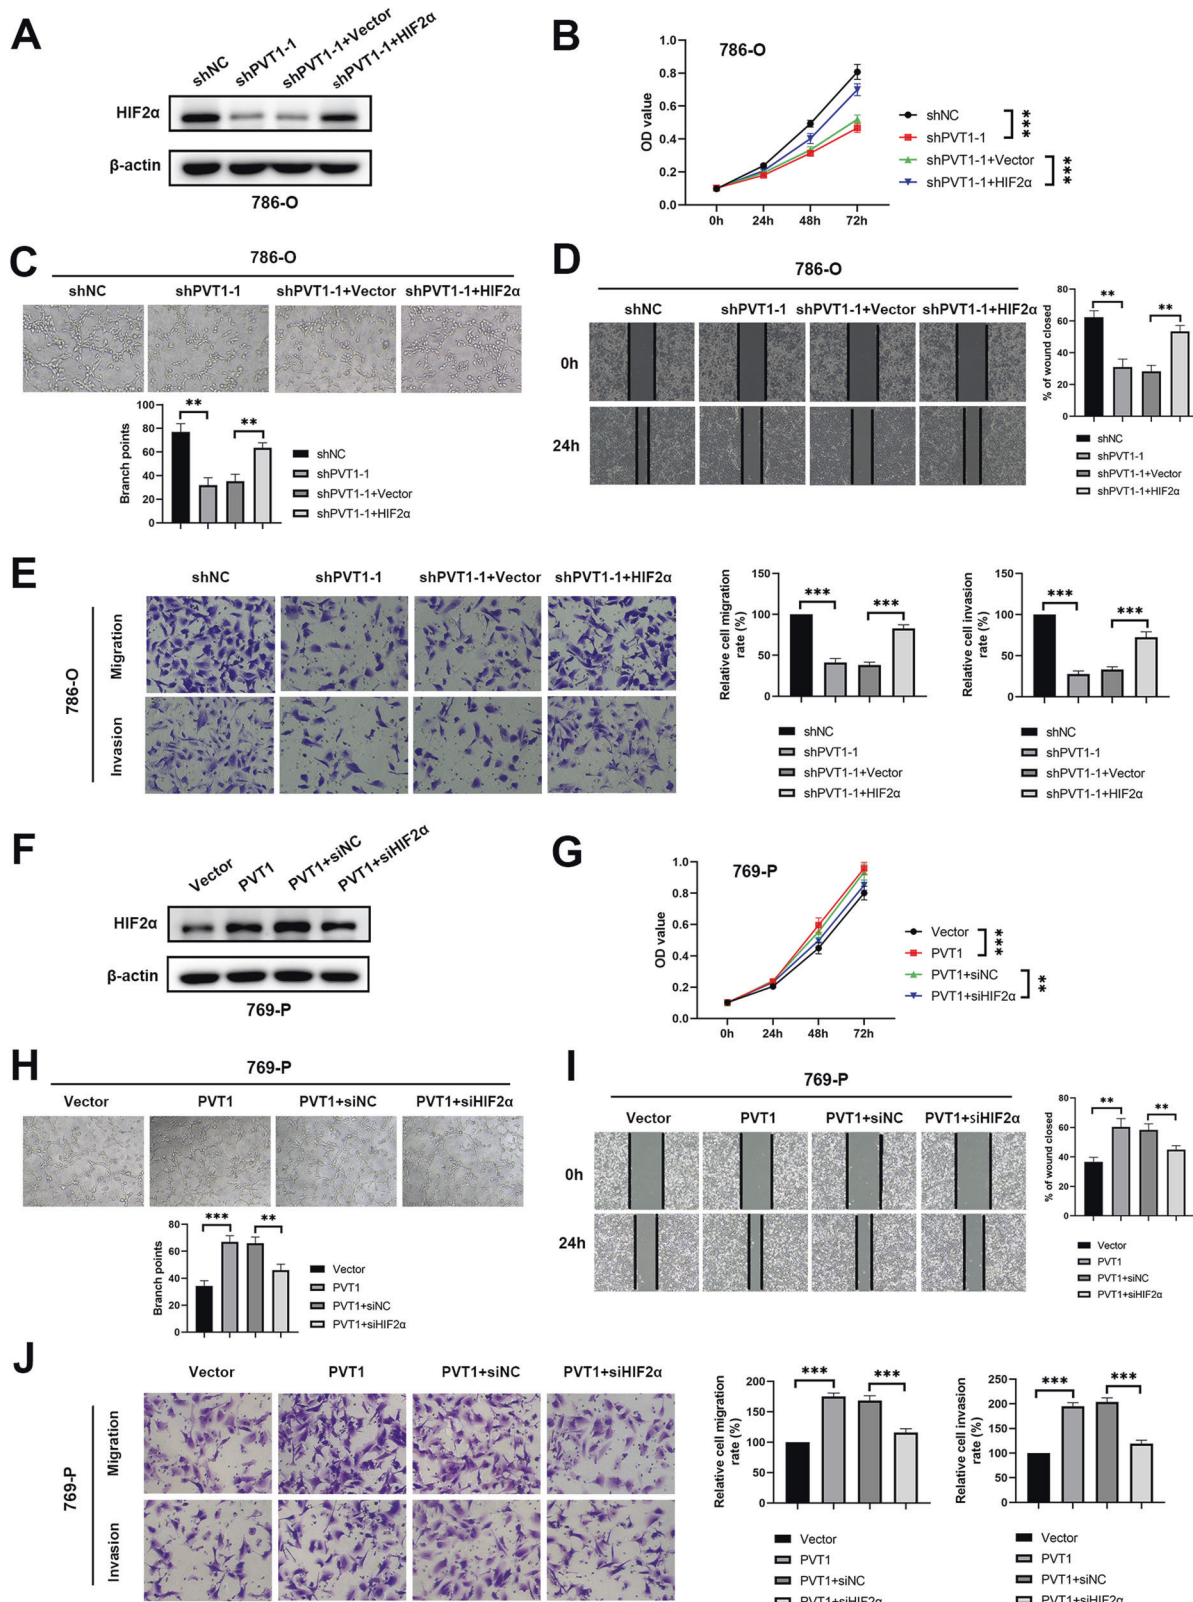 A
shNC
shPVT1-1
shPVT1-1+Vector
shPVT1-1+HIF2α
HIF2α
β-actin
786-O
B
786-O
OD value
1.0
0.8
0.6
0.4
0.2
0.0
0h 24h 48h 72h
shNC
shPVT1-1
shPVT1-1+Vector
shPVT1-1+HIF2α
***
***
C
786-O
shNC shPVT1-1 shPVT1-1+Vector shPVT1-1+HIF2α
Branch points
100
80
60
40
20
0
** **
shNC
shPVT1-1
shPVT1-1+Vector
shPVT1-1+HIF2α
D
786-O
shNC shPVT1-1 shPVT1-1+Vector shPVT1-1+HIF2α
0h
24h
% of wound closed
80
60
40
20
0
** **
shNC
shPVT1-1
shPVT1-1+Vector
shPVT1-1+HIF2α
E
shNC shPVT1-1 shPVT1-1+Vector shPVT1-1+HIF2α
786-O
Migration
Invasion
Relative cell migration
rate (%)
150
100
50
0
*** ***
shNC
shPVT1-1
shPVT1-1+Vector
shPVT1-1+HIF2α
Relative cell invasion
rate (%)
150
100
50
0
*** ***
shNC
shPVT1-1
shPVT1-1+Vector
shPVT1-1+HIF2α
F
Vector
PVT1
PVT1+siNC
PVT1+siHIF2α
HIF2α
β-actin
769-P
G
769-P
OD value
1.0
0.8
0.6
0.4
0.2
0.0
0h 24h 48h 72h
Vector
PVT1
PVT1+siNC
PVT1+siHIF2α
***
**
H
769-P
Vector PVT1 PVT1+siNC PVT1+siHIF2α
Branch points
80
60
40
20
0
*** **
Vector
PVT1
PVT1+siNC
PVT1+siHIF2α
I
769-P
Vector PVT1 PVT1+siNC PVT1+siHIF2α
0h
24h
% of wound closed
80
60
40
20
0
** **
Vector
PVT1
PVT1+siNC
PVT1+siHIF2α
J
Vector PVT1 PVT1+siNC PVT1+siHIF2α
769-P
Migration
Invasion
Relative cell migration
rate (%)
200
150
100
50
0
*** ***
Vector
PVT1
PVT1+siNC
PVT1+siHIF2α
Relative cell invasion
rate (%)
250
200
150
100
50
0
*** ***
Vector
PVT1
PVT1+siNC
PVT1+siHIF2α